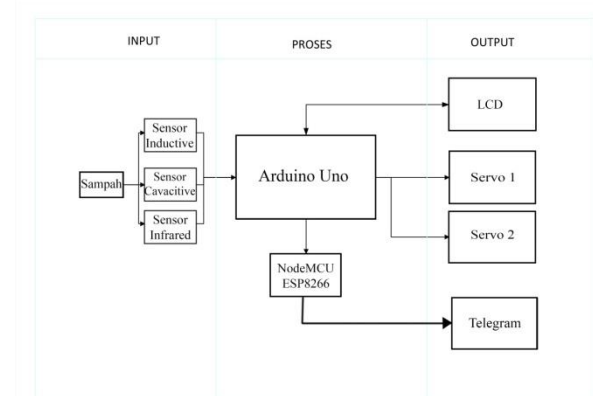 INPUT
PROSES
OUTPUT
LCD
Sensor
Inductive
Sampah
Sensor
Cavacitive
Arduino Uno
Servo 1
Sensor
Infrared
Servo 2
NodeMCU
ESP8266
Telegram